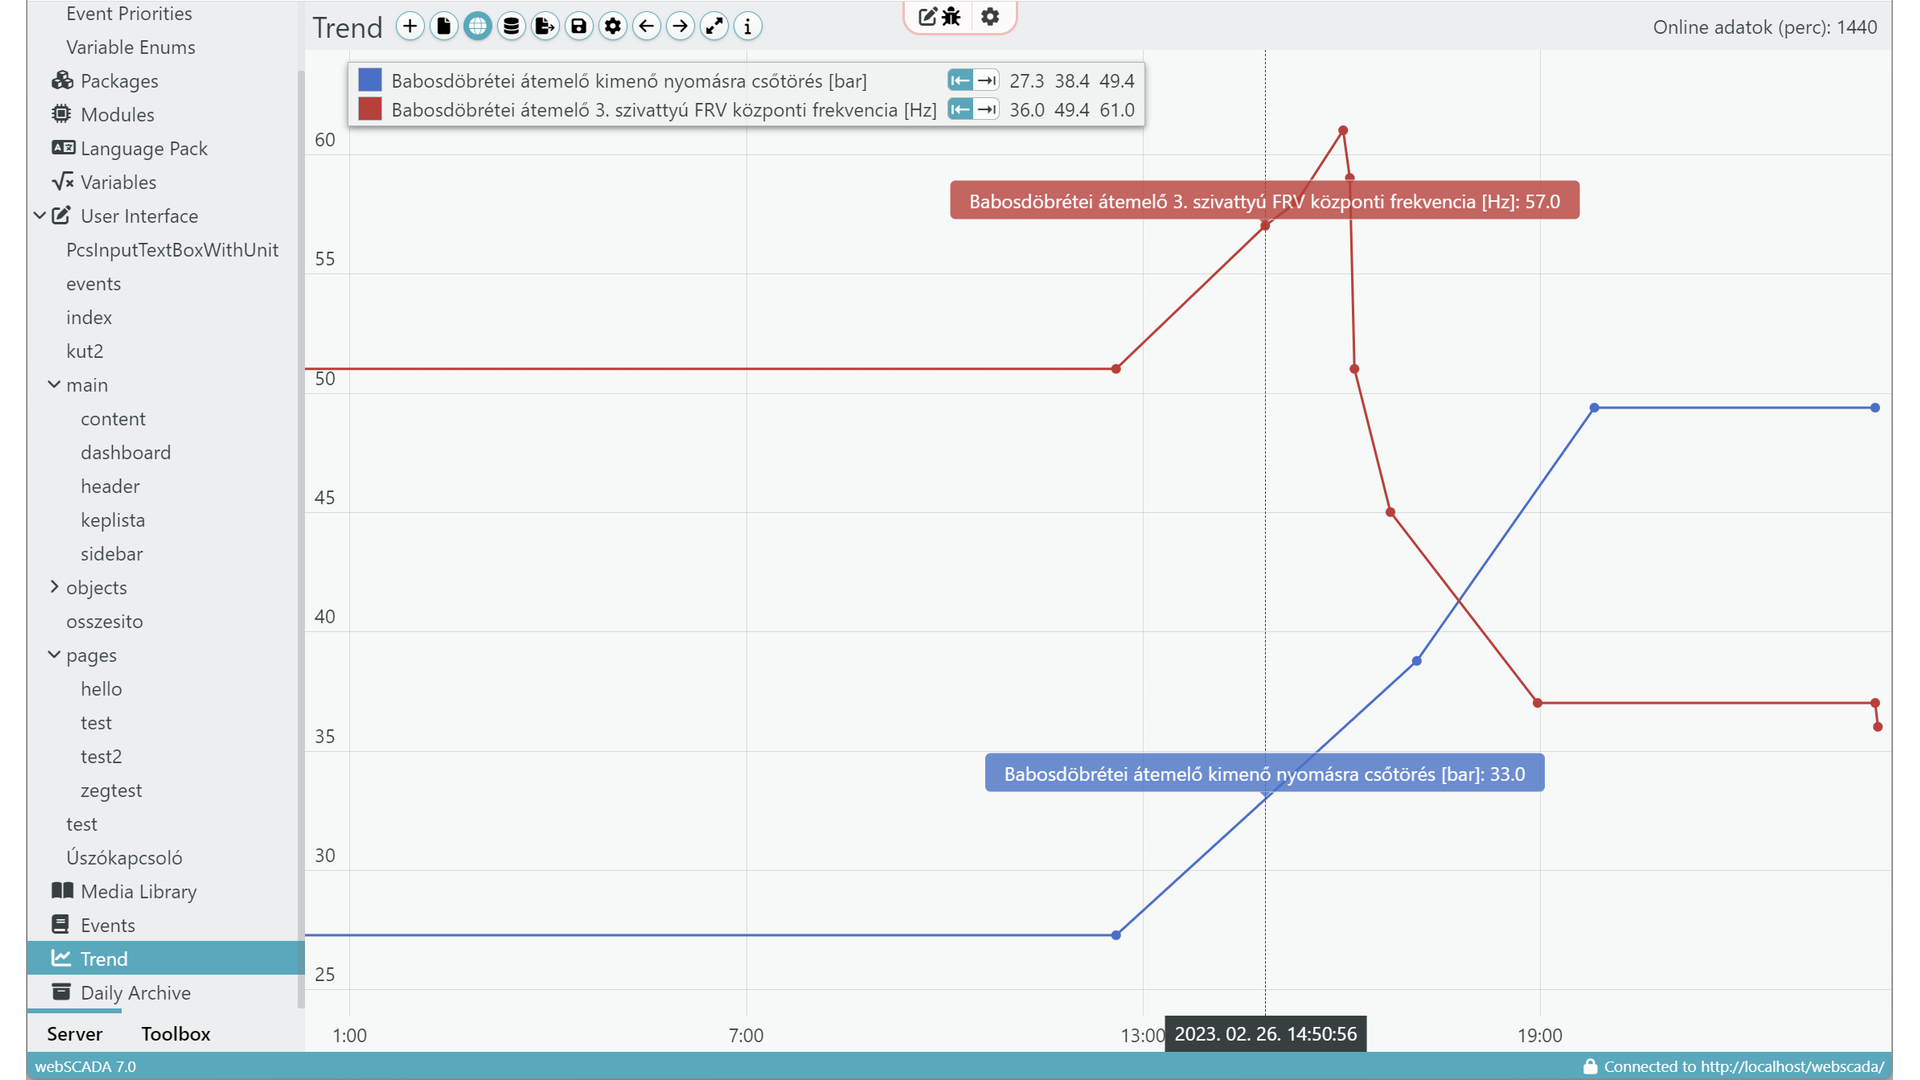 Event Priorities
Variable Enums
Packages
Modules
Language Pack
Variables
User Interface
PcsInputTextBoxWithUnit
events
index
kut2
main
content
dashboard
header
keplista
sidebar
objects
osszesito
pages
hello
test
test2
zegtest
test
Úszókapcsoló
Media Library
Events
Trend
Daily Archive
Server Toolbox
Trend
Online adatok (perc): 1440
Babosdöbrétei átemelő kimenő nyomásra csőtörés [bar] 27.3 38.4 49.4
Babosdöbrétei átemelő 3. szivattyú FRV központi frekvencia [Hz] 36.0 49.4 61.0
60
Babosdöbrétei átemelő 3. szivattyú FRV központi frekvencia [Hz]: 57.0
55
50
45
40
35
Babosdöbrétei átemelő kimenő nyomásra csőtörés [bar]: 33.0
30
25
1:00 7:00 13:00 2023. 02. 26. 14:50:56 19:00
webSCADA 7.0
Connected to http://localhost/webscada/